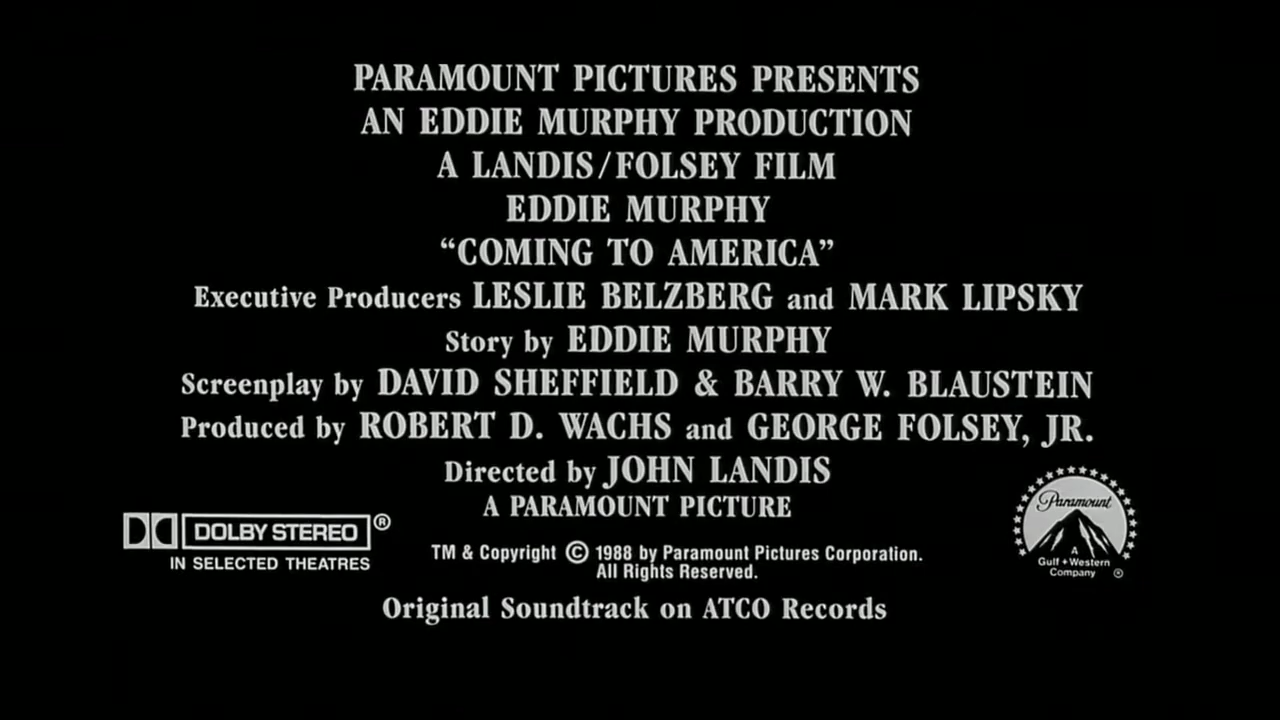 PARAMOUNT PICTURES PRESENTS
AN EDDIE MURPHY PRODUCTION
A LANDIS/FOLSEY FILM
EDDIE MURPHY
“COMING TO AMERICA”
Executive Producers LESLIE BELZBERG and MARK LIPSKY
Story by EDDIE MURPHY
Screenplay by DAVID SHEFFIELD & BARRY W. BLAUSTEIN
Produced by ROBERT D. WACHS and GEORGE FOLSEY, JR.
Directed by JOHN LANDIS
A PARAMOUNT PICTURE
DOLBY STEREO ®
IN SELECTED THEATRES
TM & Copyright © 1988 by Paramount Pictures Corporation.
All Rights Reserved.
Paramount
A
Gulf + Western
Company ®
Original Soundtrack on ATCO Records